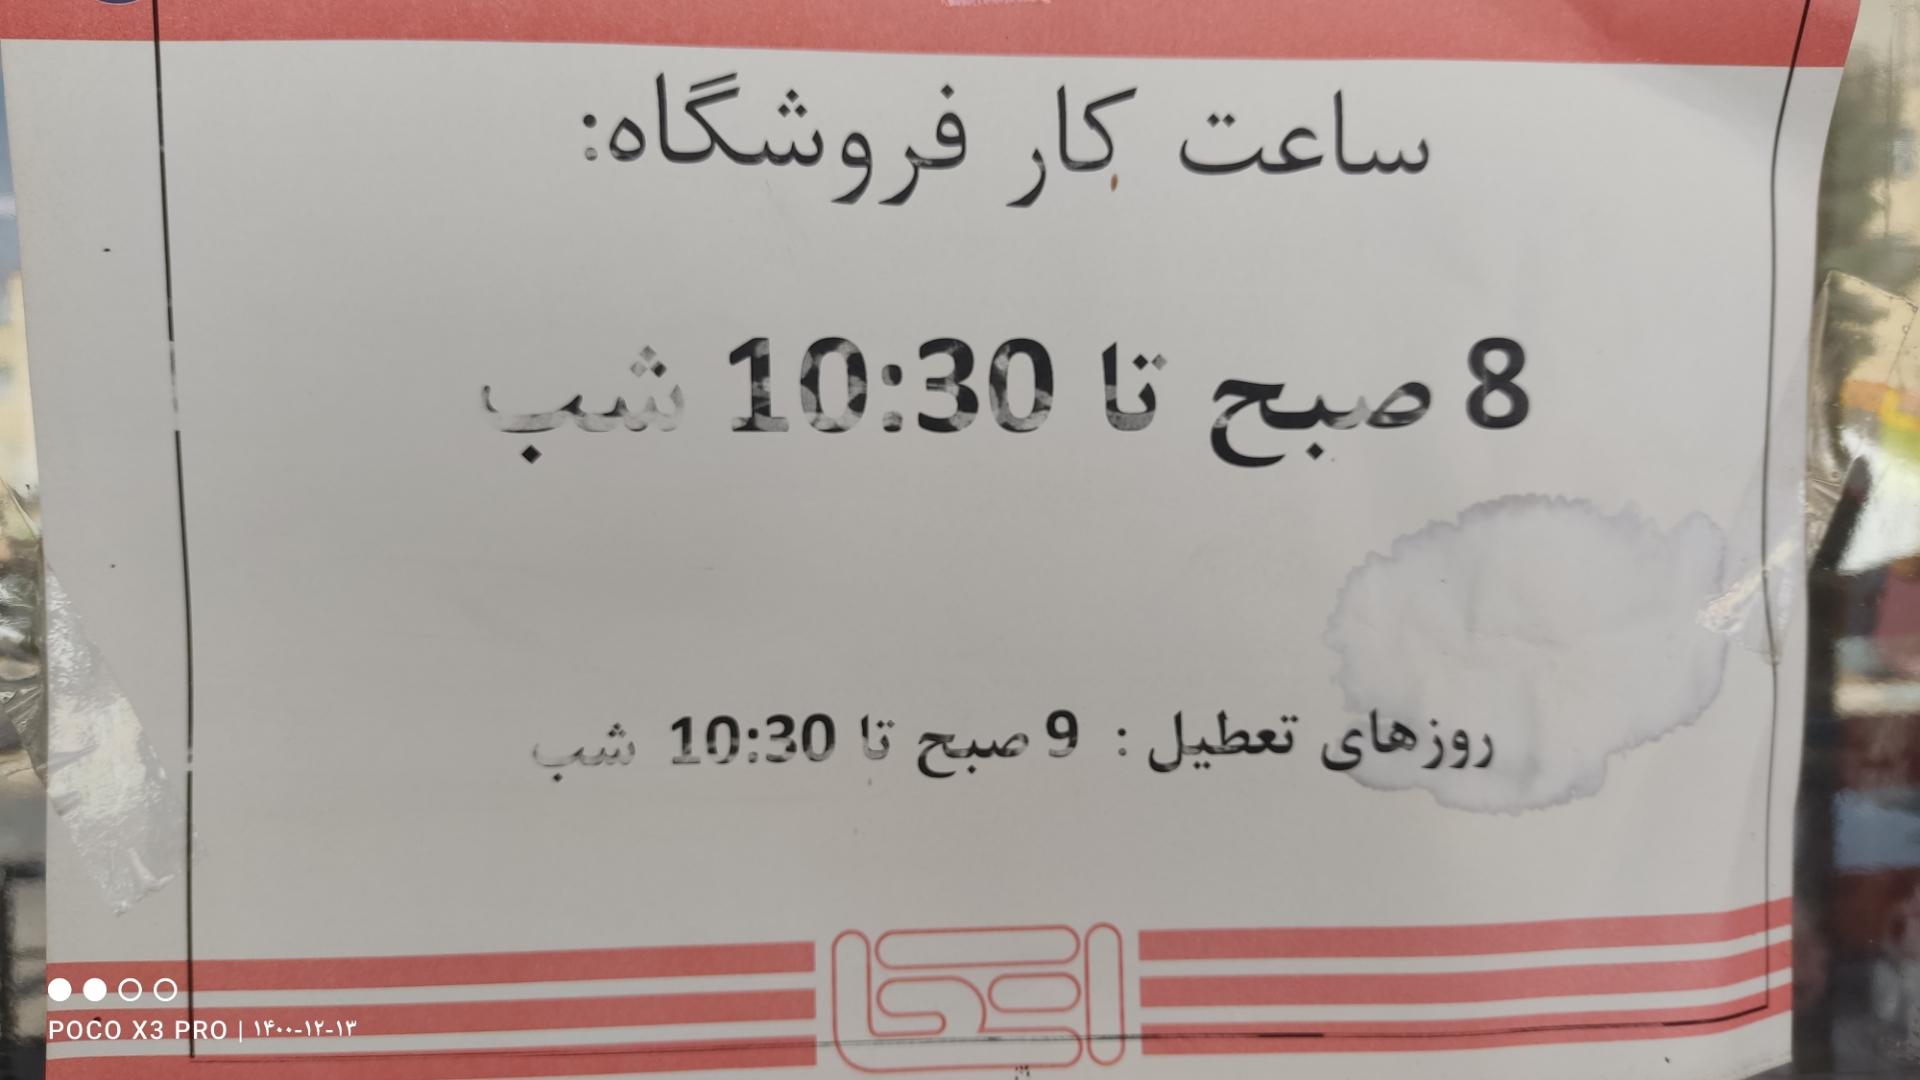 ساعت کار فروشگاه:
8 صبح تا 10:30 شب
روزهای تعطیل : 9 صبح تا 10:30 شب
POCO X3 PRO | ۱۴۰۰-۱۲-۱۳